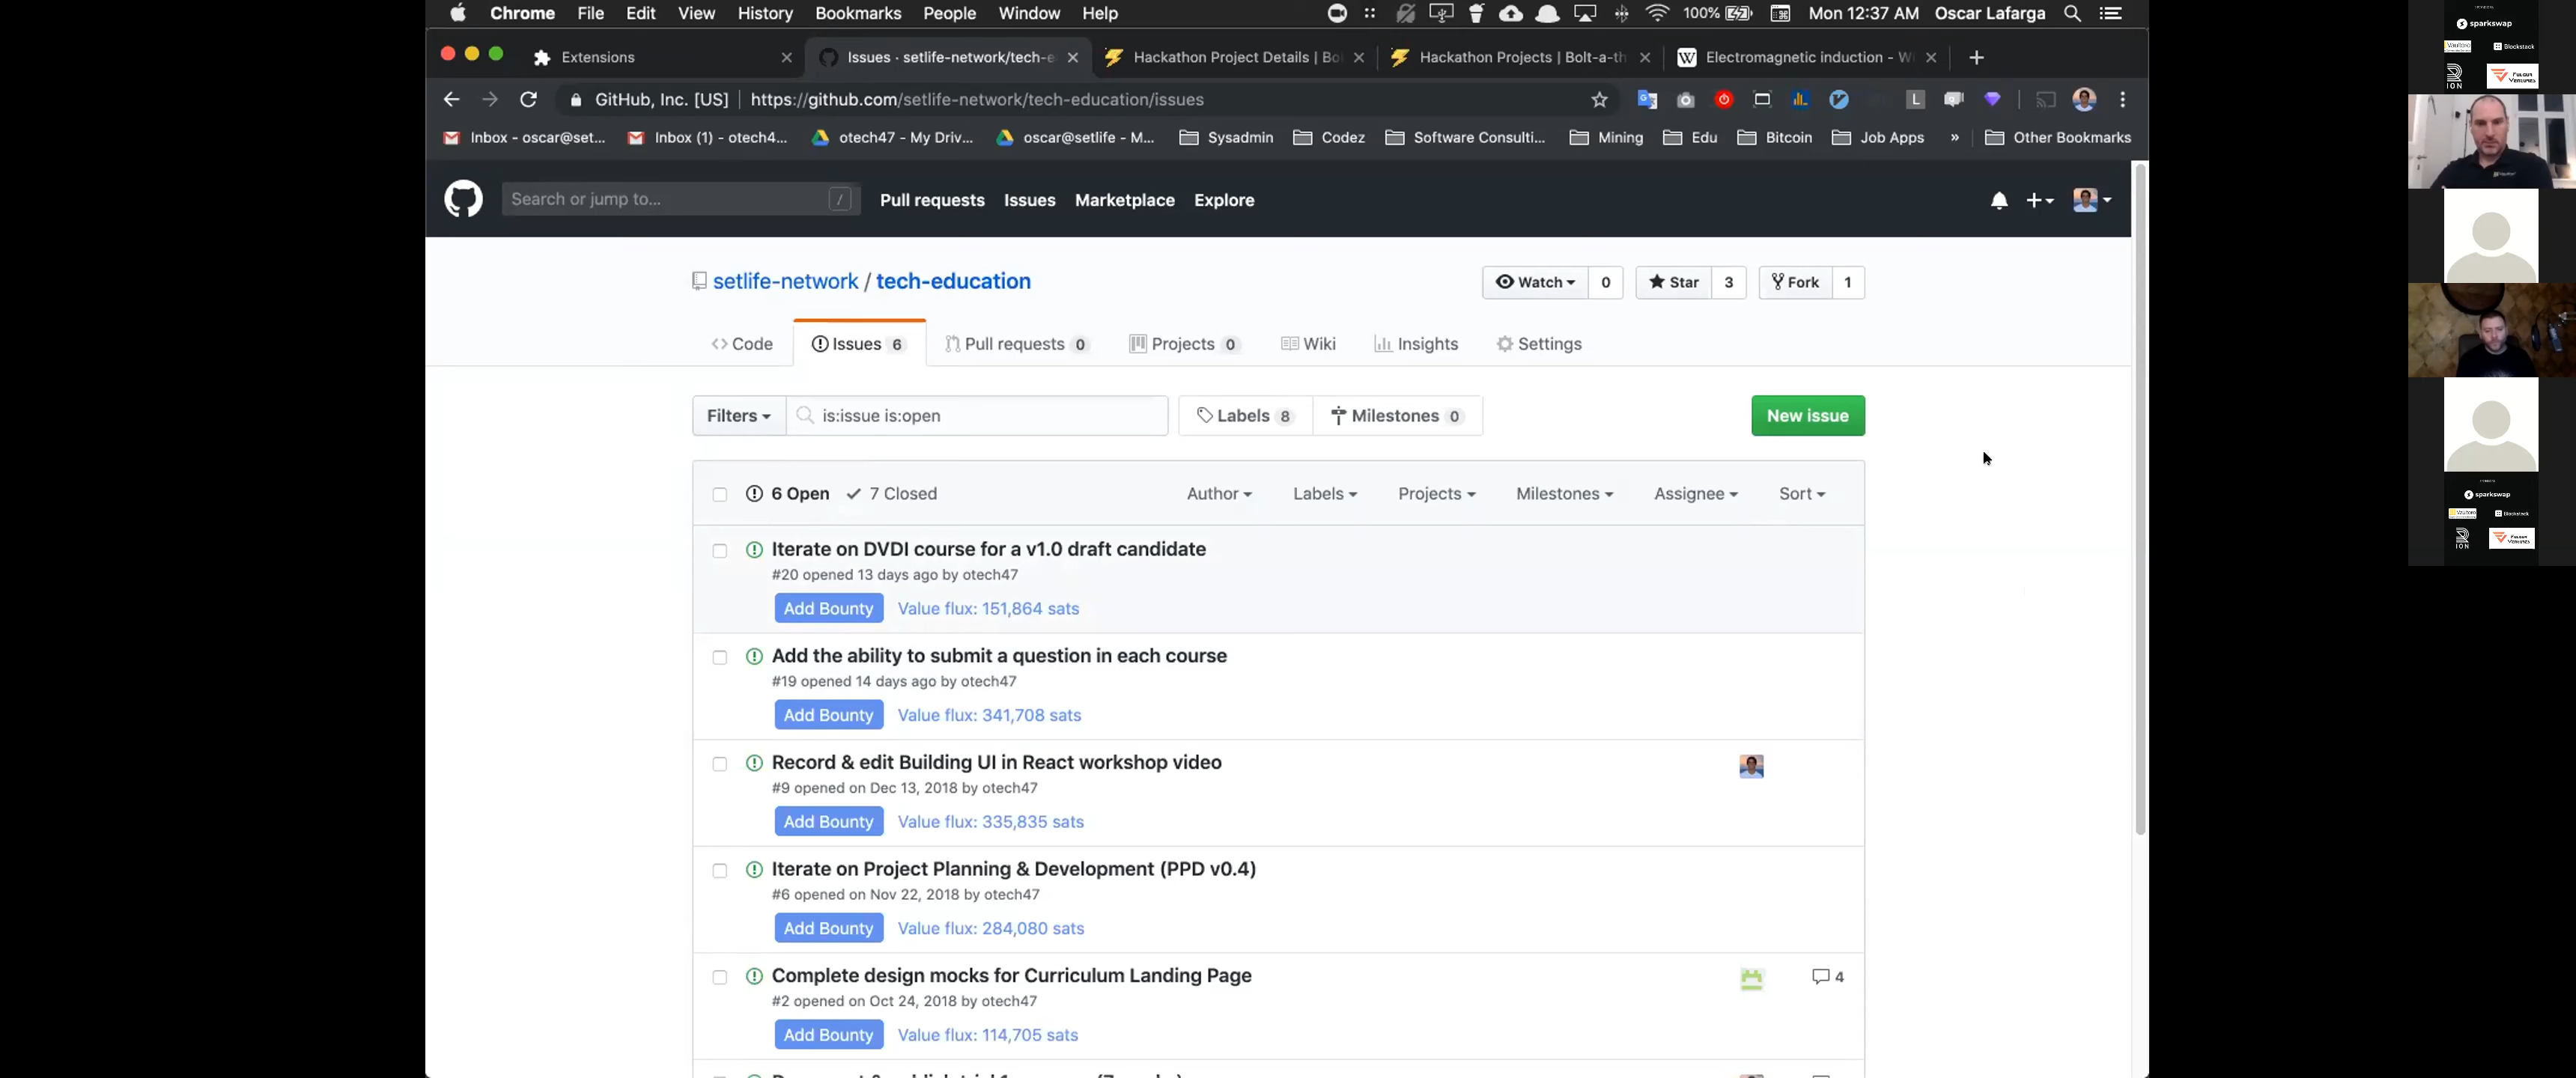 Chrome File Edit View History Bookmarks People Window Help 100% Mon 12:37 AM Oscar Lafarga
Extensions Issues · setlife-network/tech-e Hackathon Project Details | Bol Hackathon Projects | Bolt-a-th Electromagnetic induction - W
GitHub, Inc. [US] https://github.com/setlife-network/tech-education/issues
Inbox - oscar@set... Inbox (1) - otech4... otech47 - My Driv... oscar@setlife - M... Sysadmin Codez Software Consulti... Mining Edu Bitcoin Job Apps » Other Bookmarks
Search or jump to... / Pull requests Issues Marketplace Explore
setlife-network / tech-education Watch 0 Star 3 Fork 1
Code Issues 6 Pull requests 0 Projects 0 Wiki Insights Settings
Filters is:issue is:open Labels 8 Milestones 0 New issue
6 Open 7 Closed Author Labels Projects Milestones Assignee Sort
Iterate on DVDI course for a v1.0 draft candidate
#20 opened 13 days ago by otech47
Add Bounty Value flux: 151,864 sats
Add the ability to submit a question in each course
#19 opened 14 days ago by otech47
Add Bounty Value flux: 341,708 sats
Record & edit Building UI in React workshop video
#9 opened on Dec 13, 2018 by otech47
Add Bounty Value flux: 335,835 sats
Iterate on Project Planning & Development (PPD v0.4)
#6 opened on Nov 22, 2018 by otech47
Add Bounty Value flux: 284,080 sats
Complete design mocks for Curriculum Landing Page 4
#2 opened on Oct 24, 2018 by otech47
Add Bounty Value flux: 114,705 sats
sparkswap
Vaultoro Blockstack
ION Fulgur Ventures
sparkswap
Vaultoro Blockstack
ION Fulgur Ventures